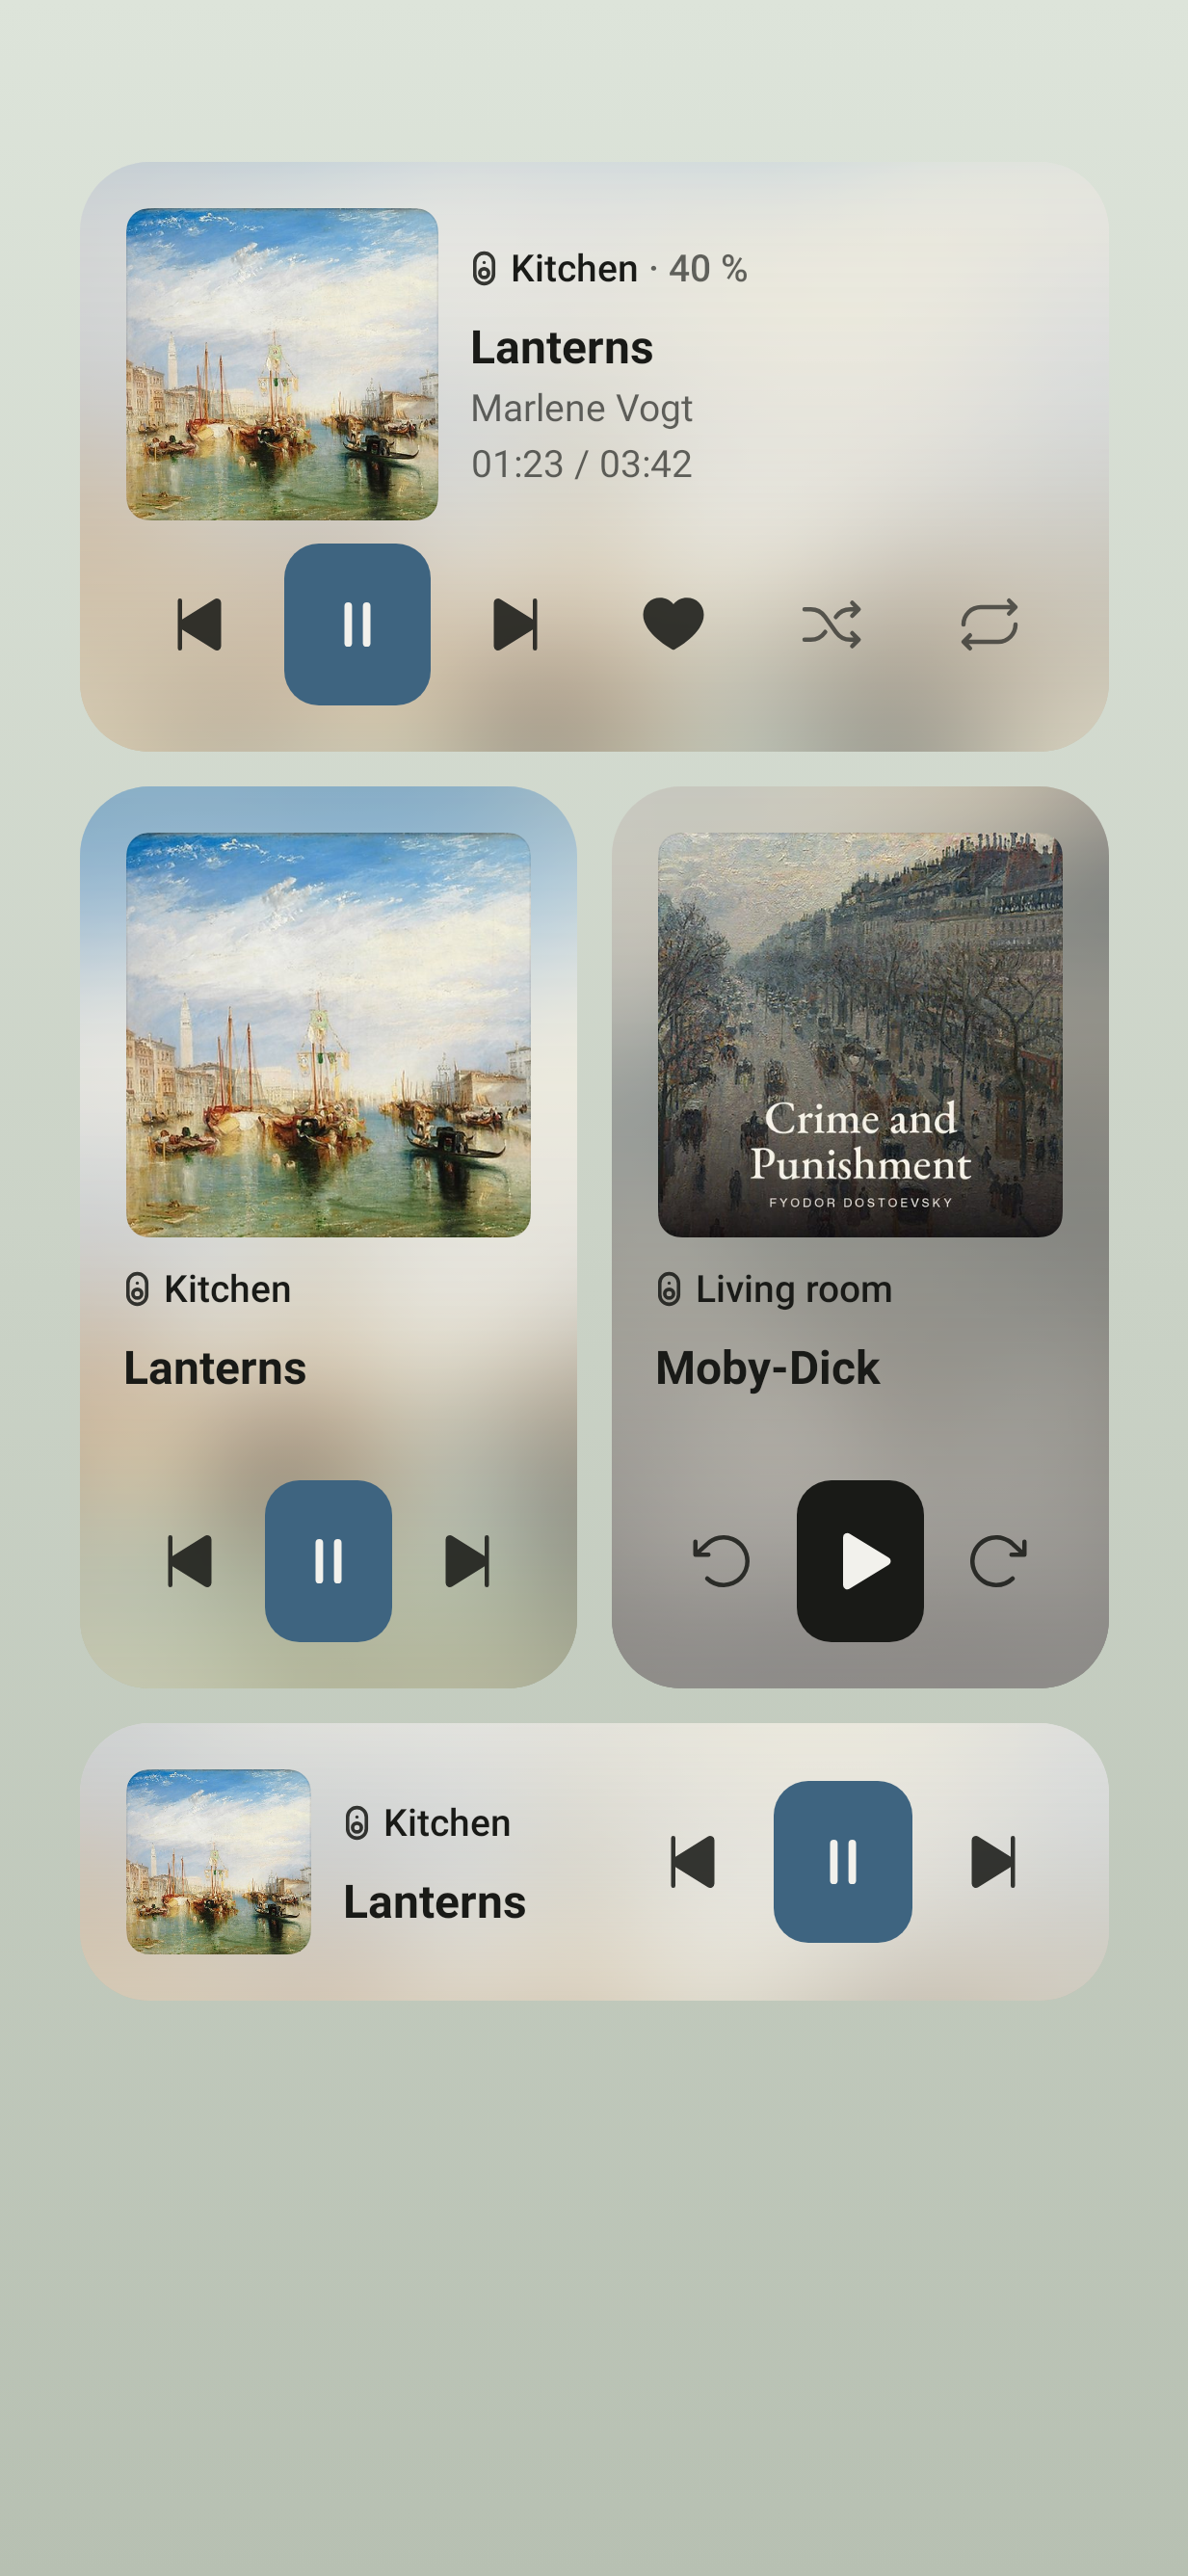 Kitchen · 40 %
Lanterns
Marlene Vogt
01:23 / 03:42
Kitchen
Lanterns
Crime and
Punishment
FYODOR DOSTOEVSKY
Living room
Moby-Dick
Kitchen
Lanterns